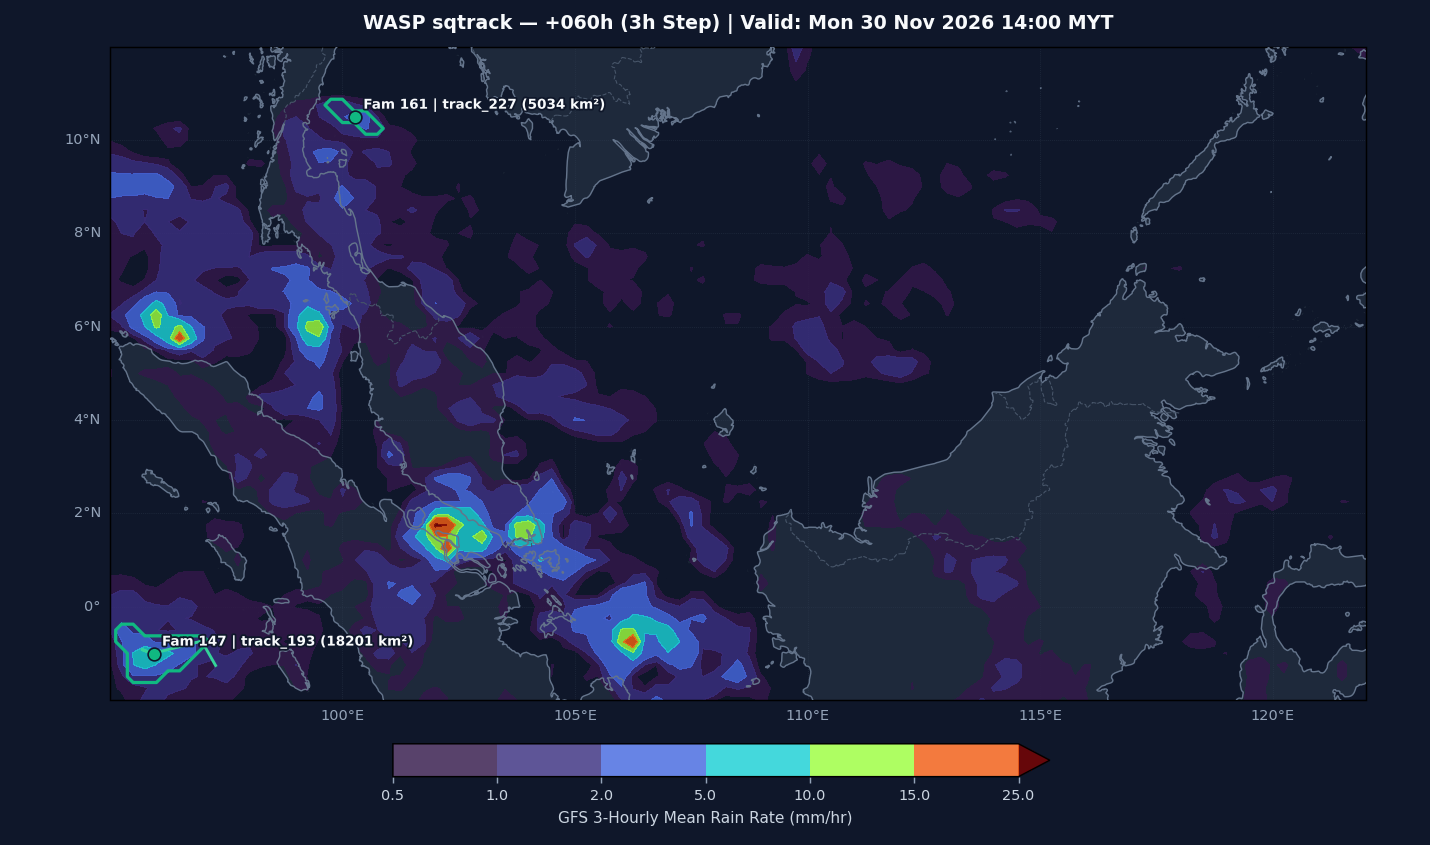 WASP sqtrack — +060h (3h Step) | Valid: Mon 30 Nov 2026 14:00 MYT
Fam 161 | track_227 (5034 km²)
10°N
8°N
6°N
4°N
2°N
0°
Fam 147 | track_193 (18201 km²)
100°E 105°E 110°E 115°E 120°E
0.5 1.0 2.0 5.0 10.0 15.0 25.0
GFS 3-Hourly Mean Rain Rate (mm/hr)